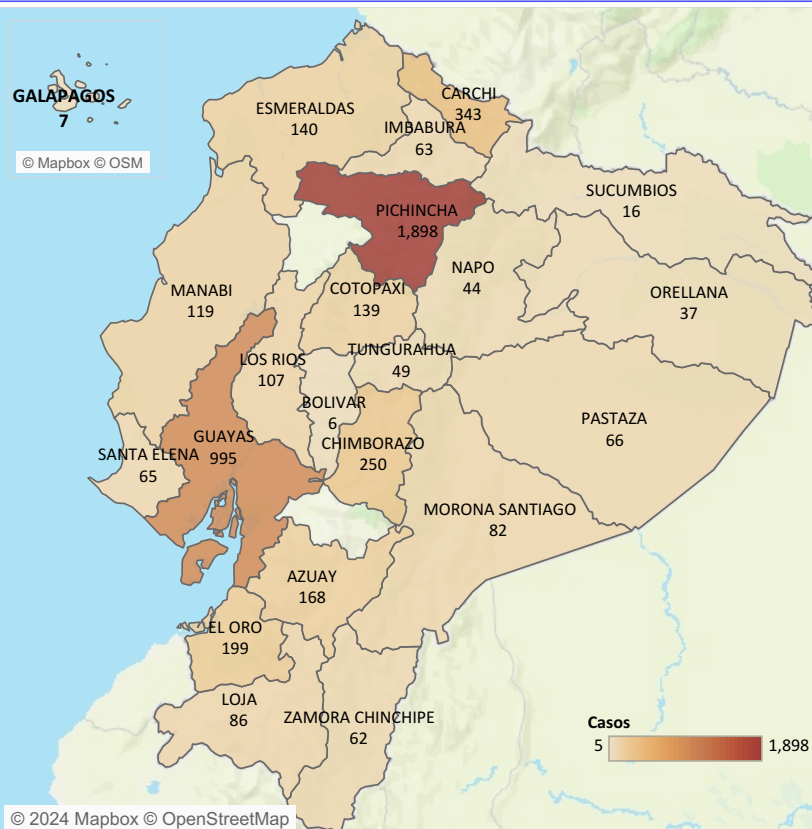 GALAPAGOS
7
© Mapbox © OSM
ESMERALDAS
140
CARCHI
343
IMBABURA
63
SUCUMBIOS
16
PICHINCHA
1,898
NAPO
44
ORELLANA
37
MANABI
119
COTOPAXI
139
LOS RIOS
107
TUNGURAHUA
49
BOLIVAR
6
PASTAZA
66
GUAYAS
995
SANTA ELENA
65
CHIMBORAZO
250
MORONA SANTIAGO
82
AZUAY
168
EL ORO
199
LOJA
86
ZAMORA CHINCHIPE
62
Casos
5
1,898
© 2024 Mapbox © OpenStreetMap